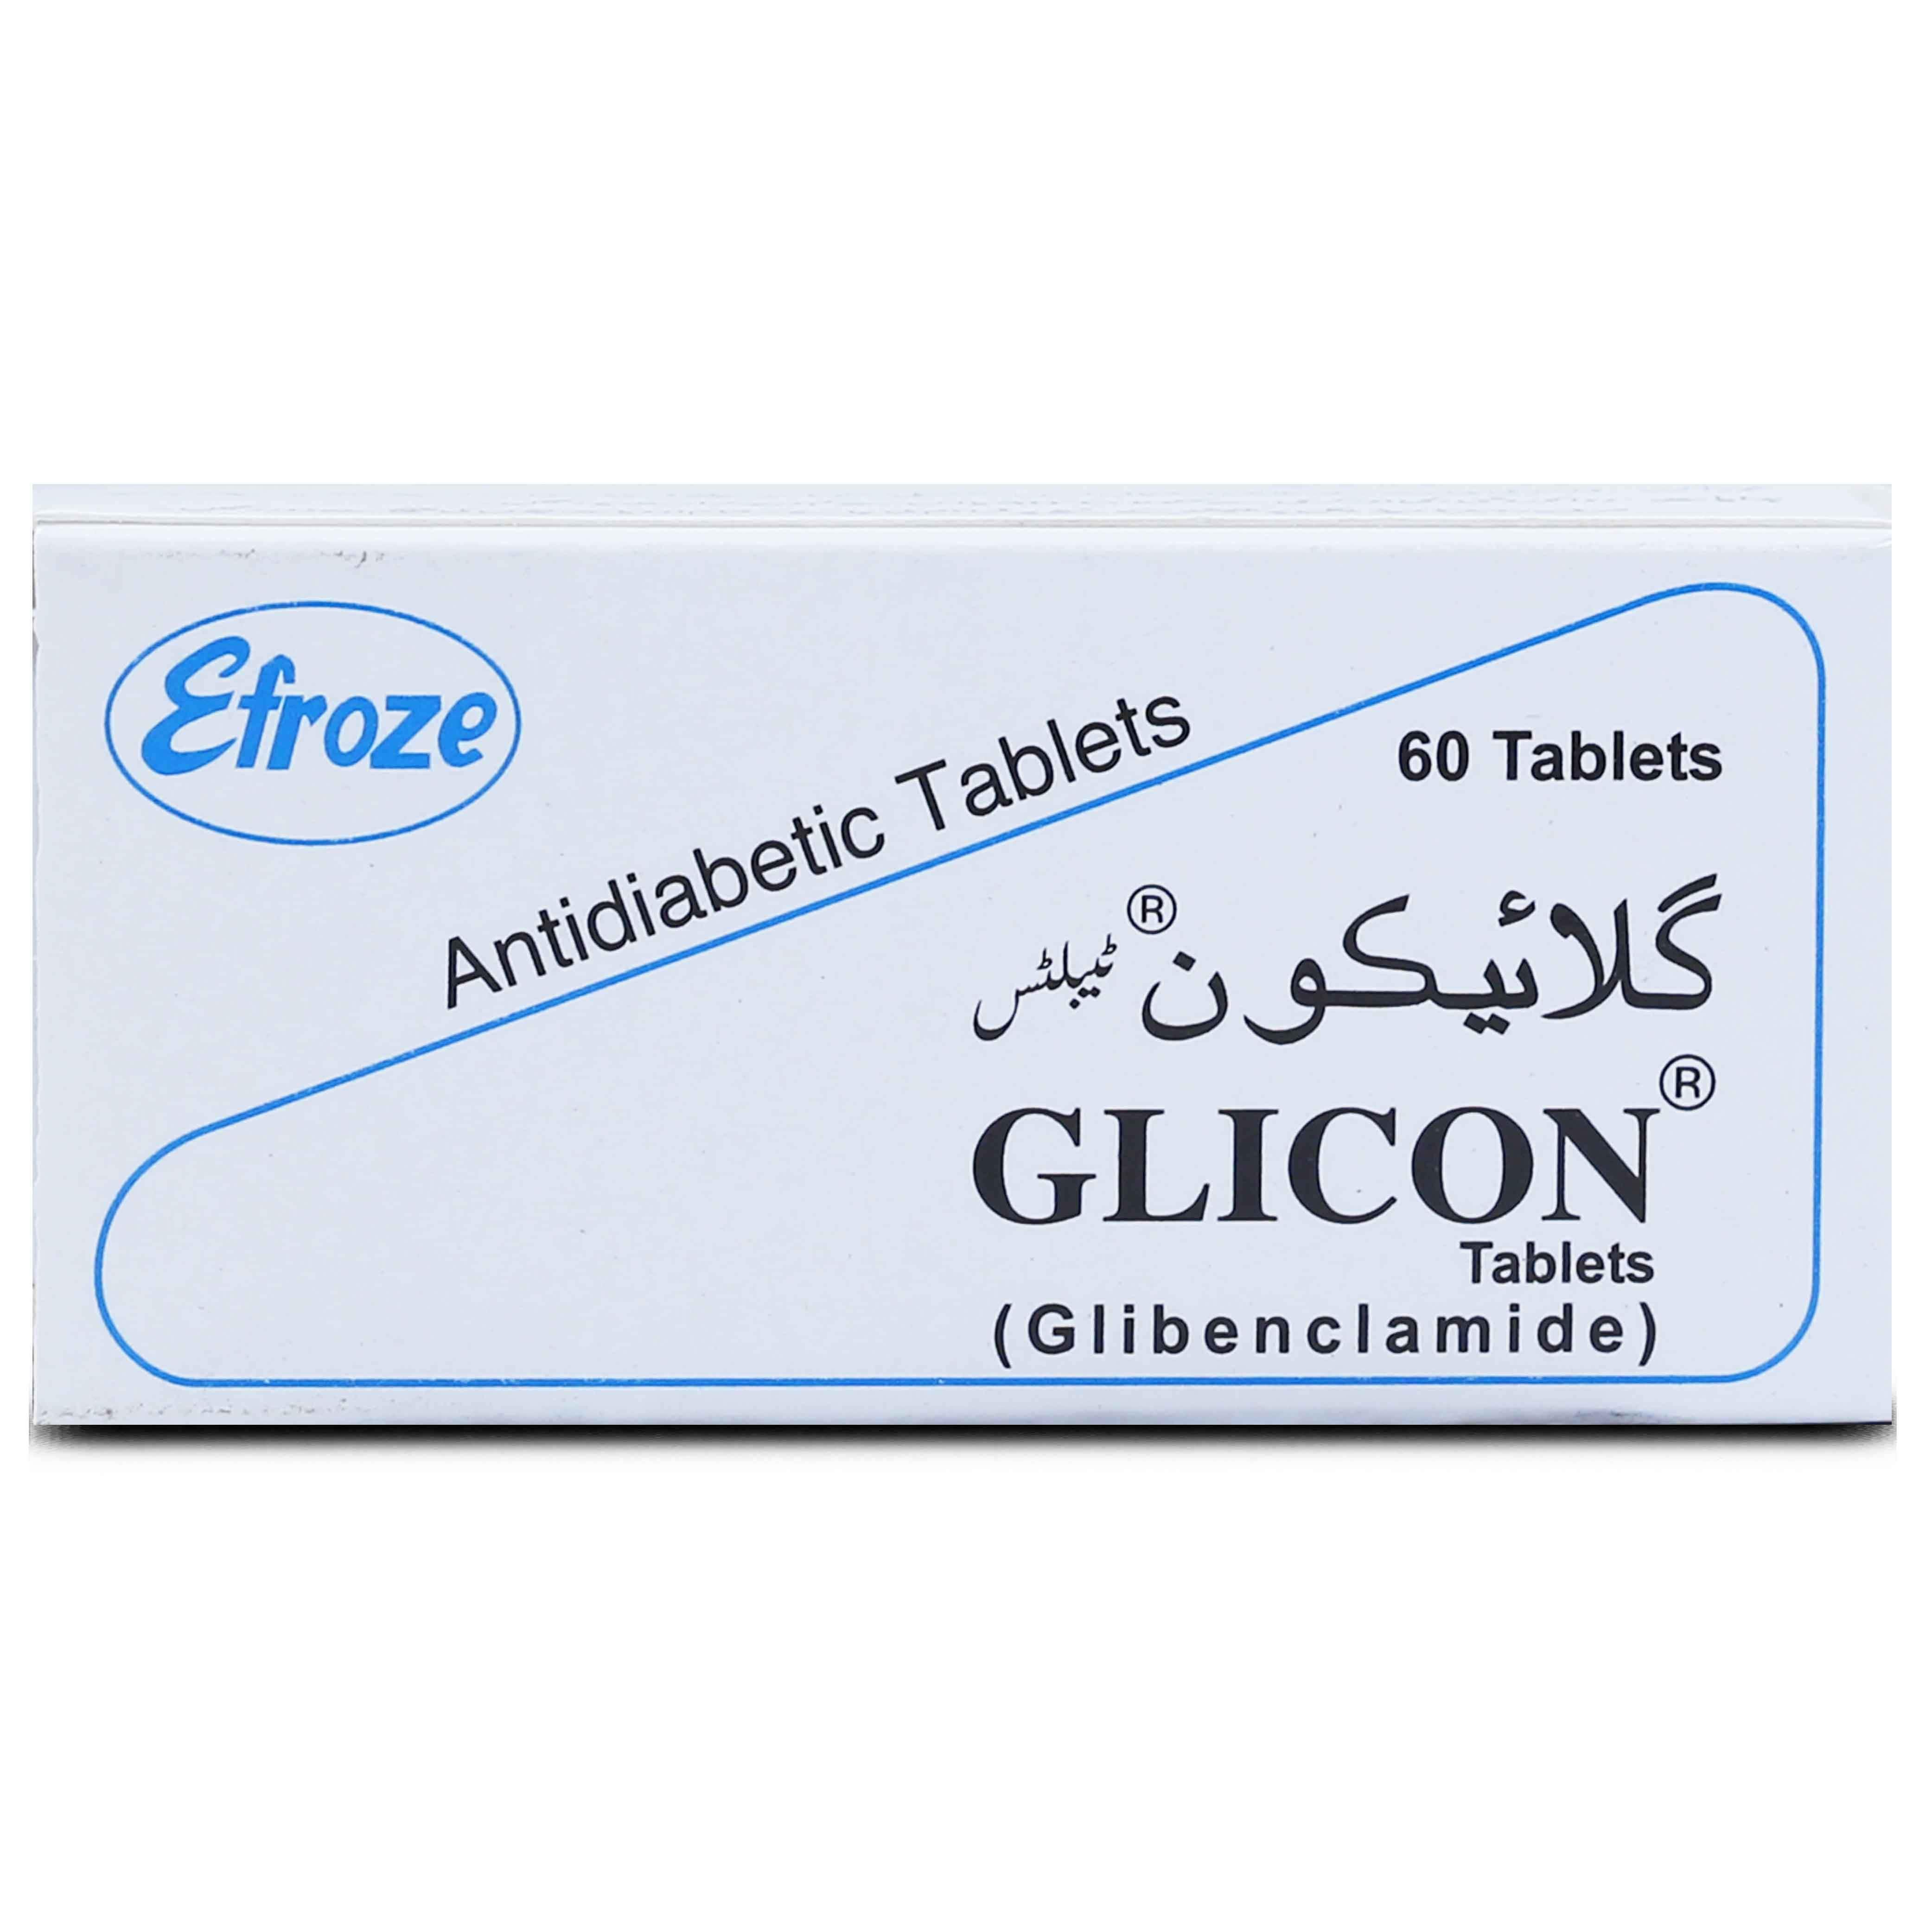 Efroze
Antidiabetic Tablets
60 Tablets
گلائیکون® ٹیبلٹس
GLICON®
Tablets
(Glibenclamide)